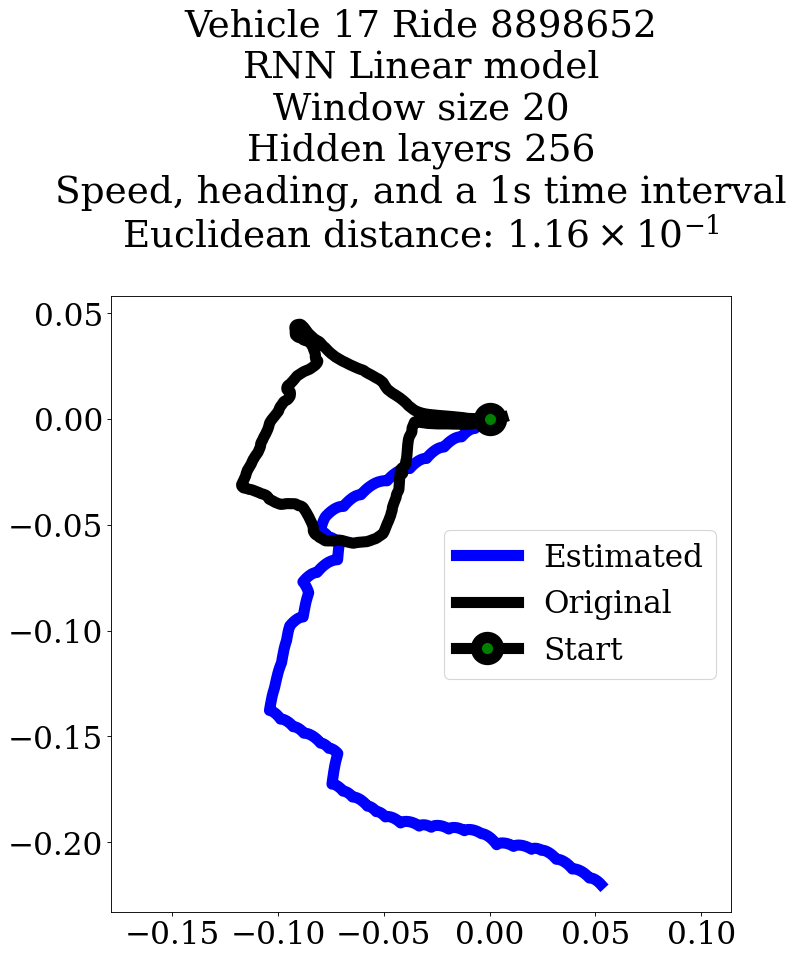 Vehicle 17 Ride 8898652
RNN Linear model
Window size 20
Hidden layers 256
Speed, heading, and a 1s time interval
Euclidean distance: 1.16 × 10⁻¹
0.05
0.00
−0.05
−0.10
−0.15
−0.20
Estimated
Original
Start
−0.15 −0.10 −0.05 0.00 0.05 0.10